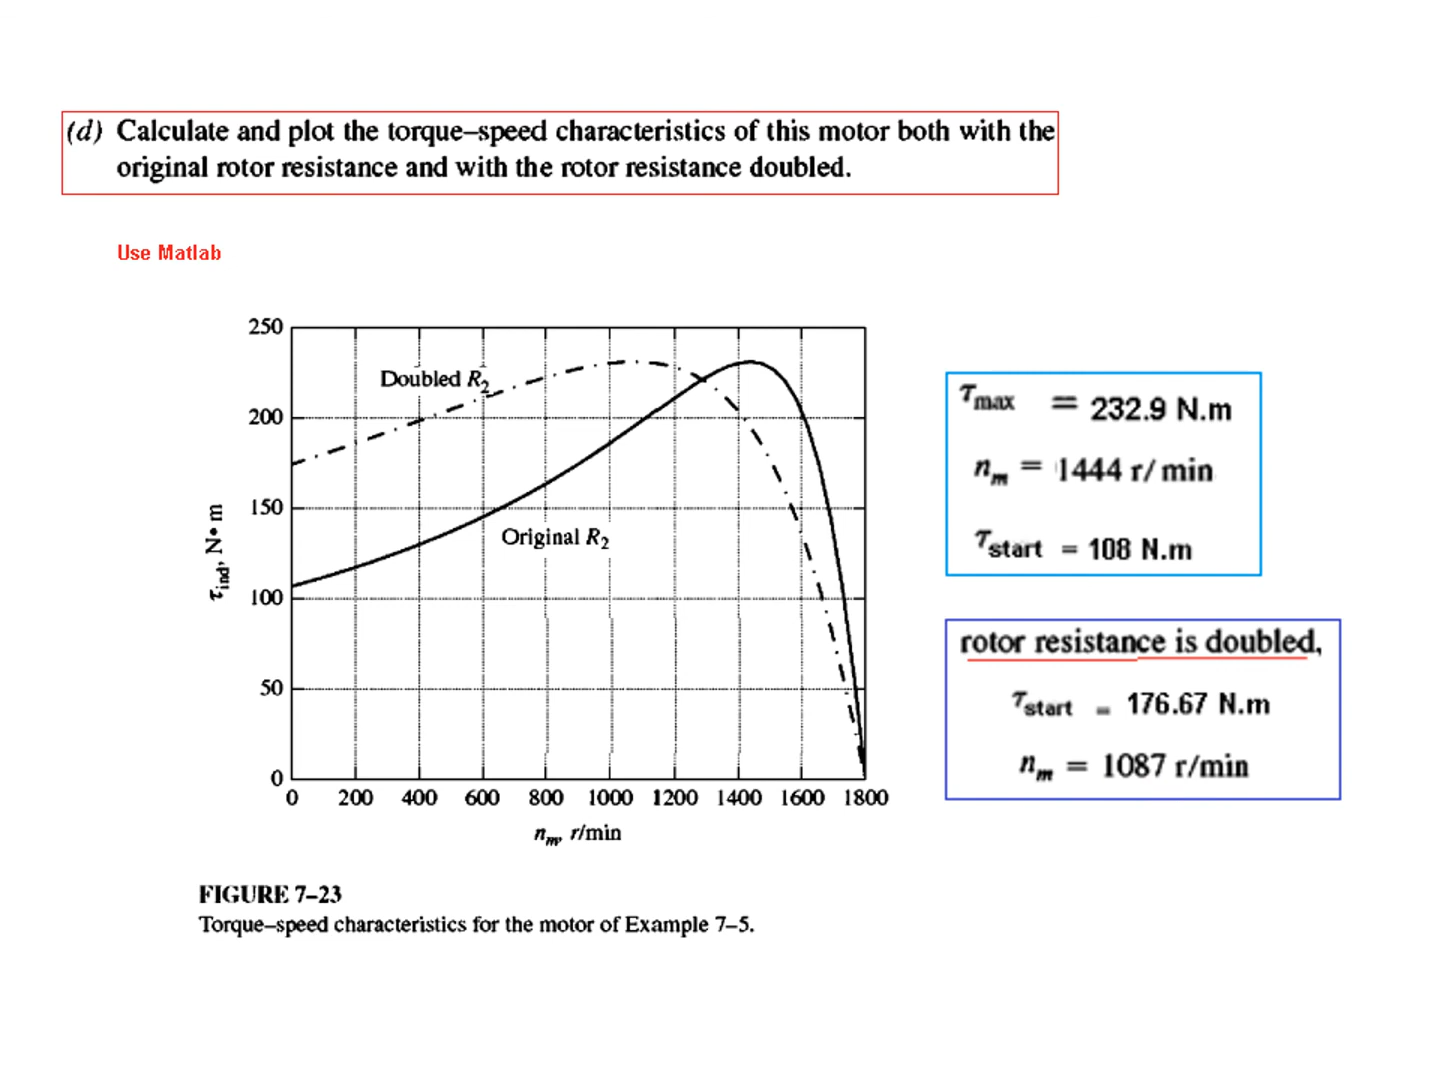 (d) Calculate and plot the torque–speed characteristics of this motor both with the
original rotor resistance and with the rotor resistance doubled.
Use Matlab
250
200
150
100
50
0
τind, N•m
Doubled R2
Original R2
0 200 400 600 800 1000 1200 1400 1600 1800
nm, r/min
FIGURE 7–23
Torque–speed characteristics for the motor of Example 7–5.
τmax = 232.9 N.m
nm = 1444 r/min
τstart = 108 N.m
rotor resistance is doubled,
τstart = 176.67 N.m
nm = 1087 r/min